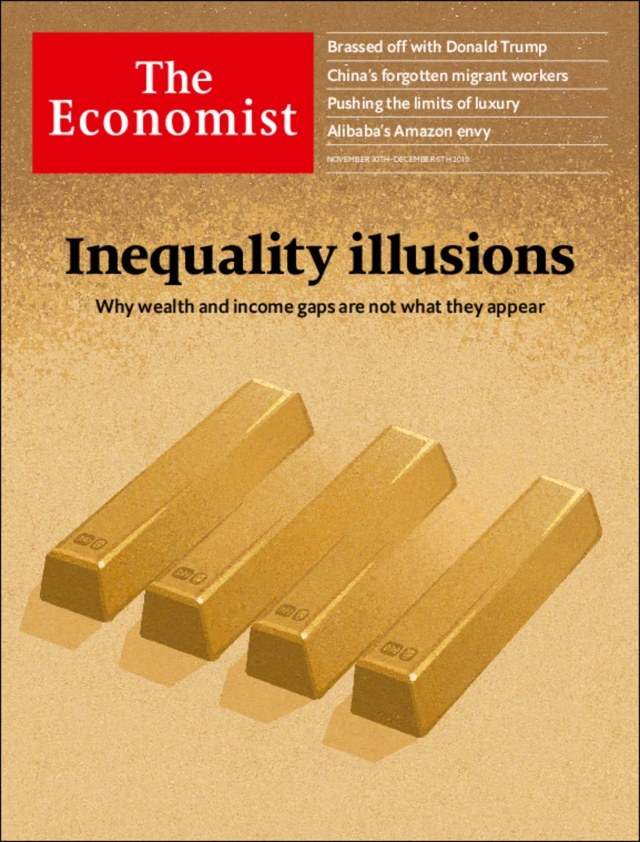 The
Economist
Brassed off with Donald Trump
China's forgotten migrant workers
Pushing the limits of luxury
Alibaba's Amazon envy
NOVEMBER 30TH–DECEMBER 6TH 2019
Inequality illusions
Why wealth and income gaps are not what they appear